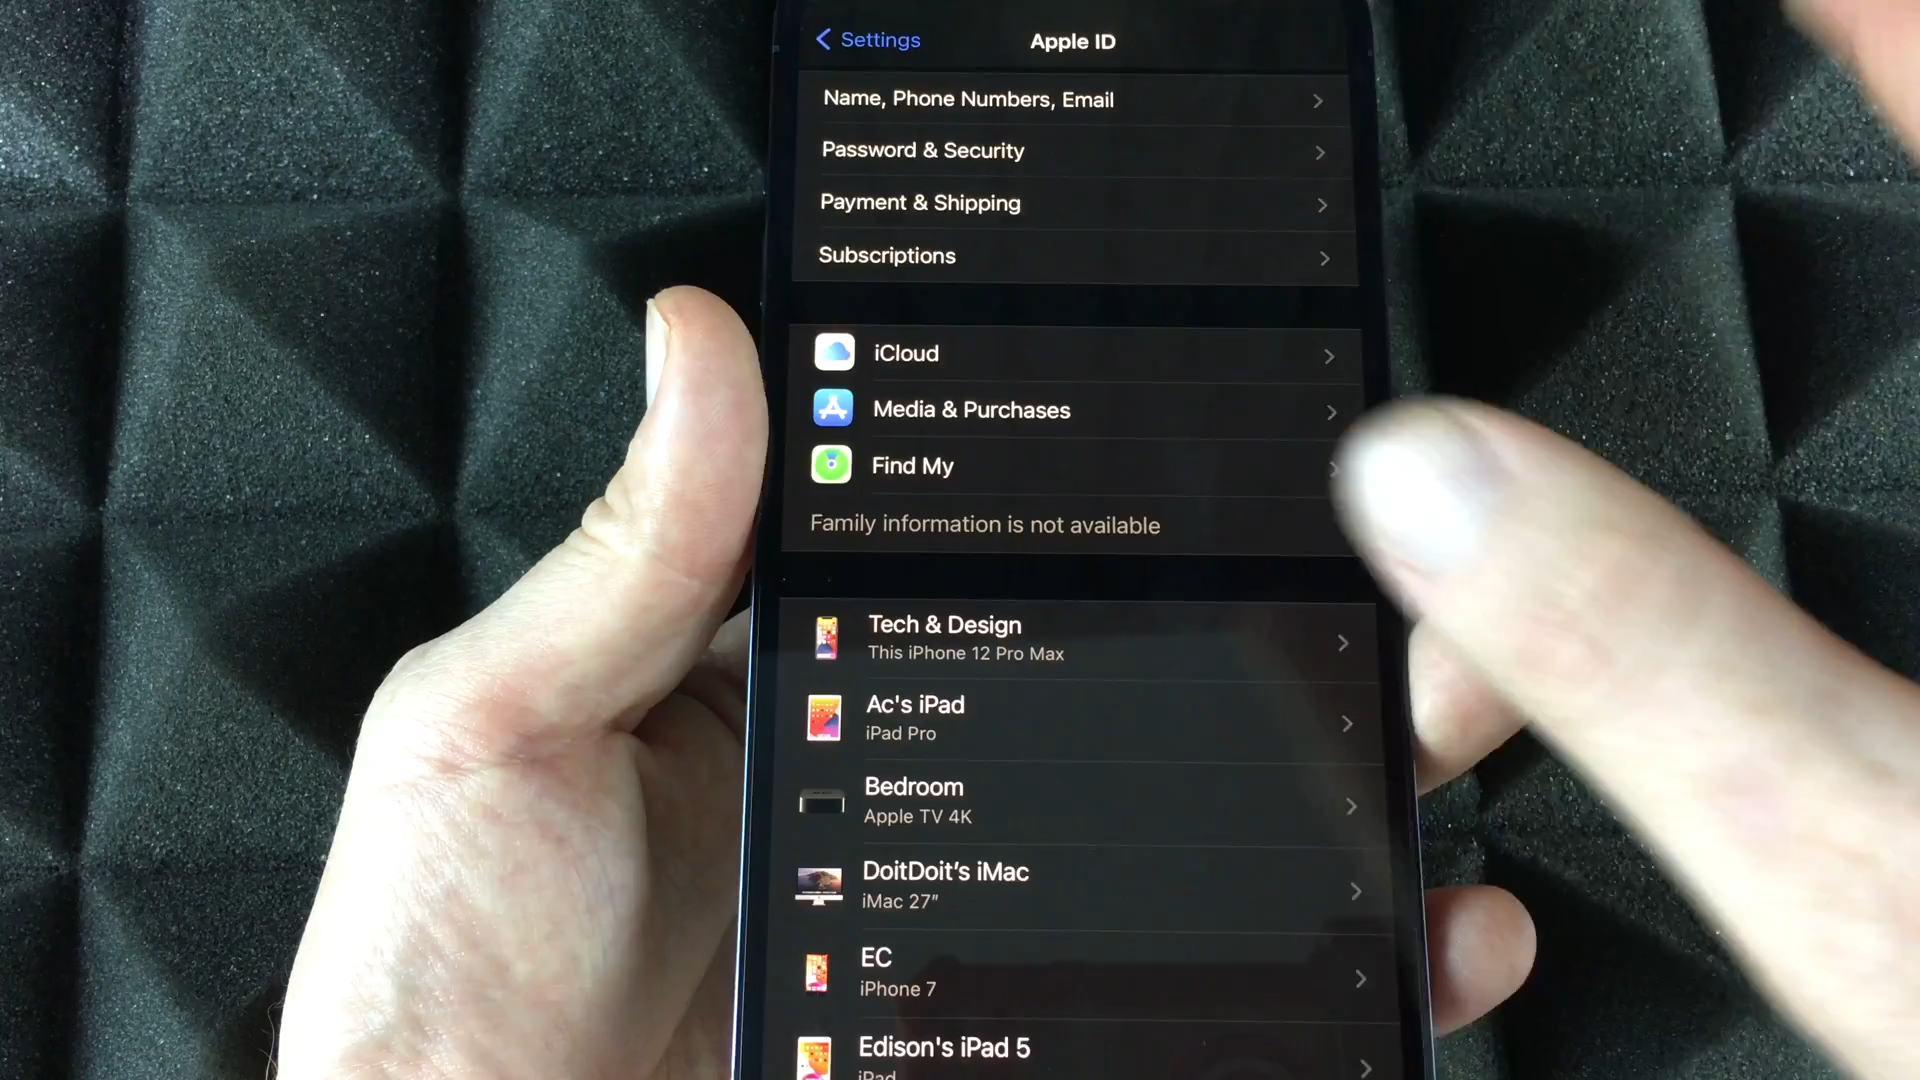 Settings
Apple ID
Name, Phone Numbers, Email
Password & Security
Payment & Shipping
Subscriptions
iCloud
Media & Purchases
Find My
Family information is not available
Tech & Design
This iPhone 12 Pro Max
Ac's iPad
iPad Pro
Bedroom
Apple TV 4K
DoitDoit’s iMac
iMac 27"
EC
iPhone 7
Edison's iPad 5
iPad